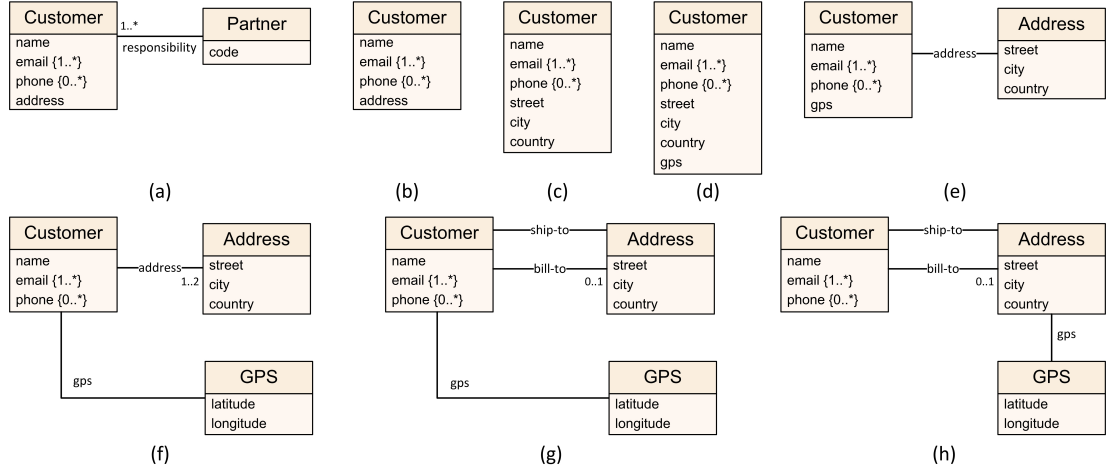 Customer
name
email {1..*}
phone {0..*}
address
1..*
responsibility
Partner
code
(a)
Customer
name
email {1..*}
phone {0..*}
address
(b)
Customer
name
email {1..*}
phone {0..*}
street
city
country
(c)
Customer
name
email {1..*}
phone {0..*}
street
city
country
gps
(d)
Customer
name
email {1..*}
phone {0..*}
gps
address
Address
street
city
country
(e)
Customer
name
email {1..*}
phone {0..*}
address
1..2
Address
street
city
country
gps
GPS
latitude
longitude
(f)
Customer
name
email {1..*}
phone {0..*}
ship-to
bill-to
0..1
Address
street
city
country
gps
GPS
latitude
longitude
(g)
Customer
name
email {1..*}
phone {0..*}
ship-to
bill-to
0..1
Address
street
city
country
gps
GPS
latitude
longitude
(h)